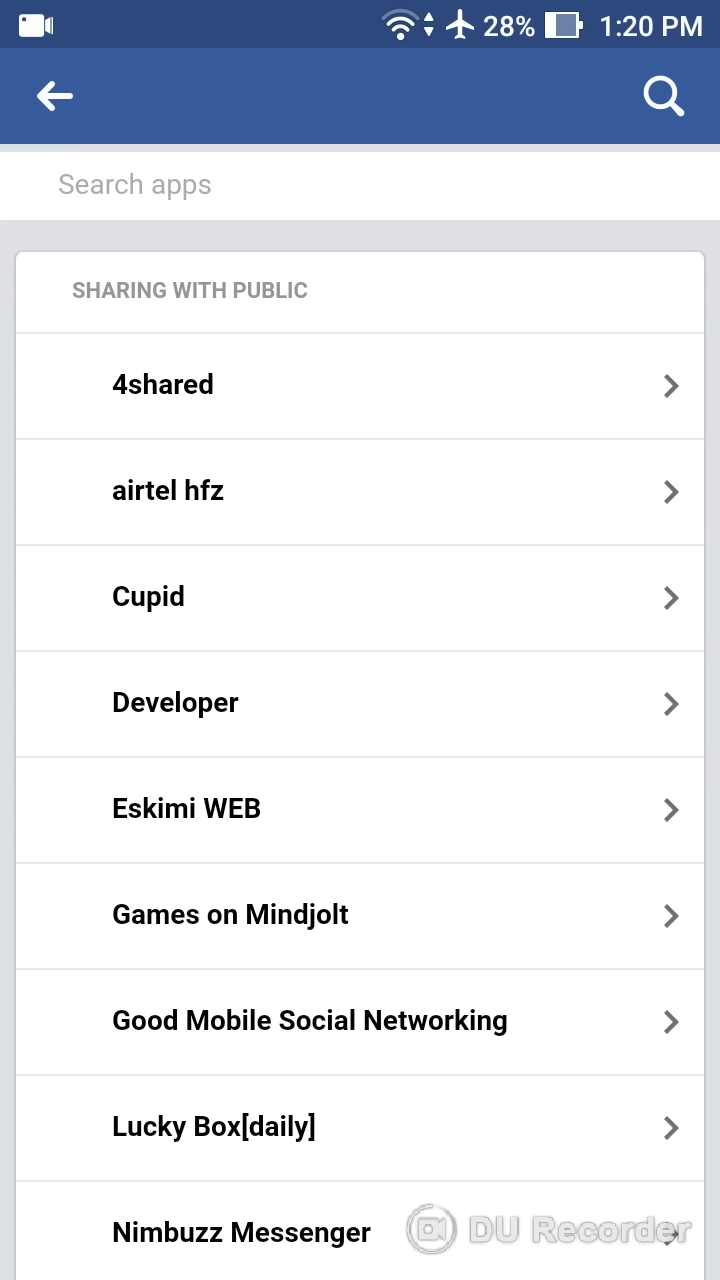 28% 1:20 PM
Search apps
SHARING WITH PUBLIC
4shared
airtel hfz
Cupid
Developer
Eskimi WEB
Games on Mindjolt
Good Mobile Social Networking
Lucky Box[daily]
Nimbuzz Messenger
DU Recorder